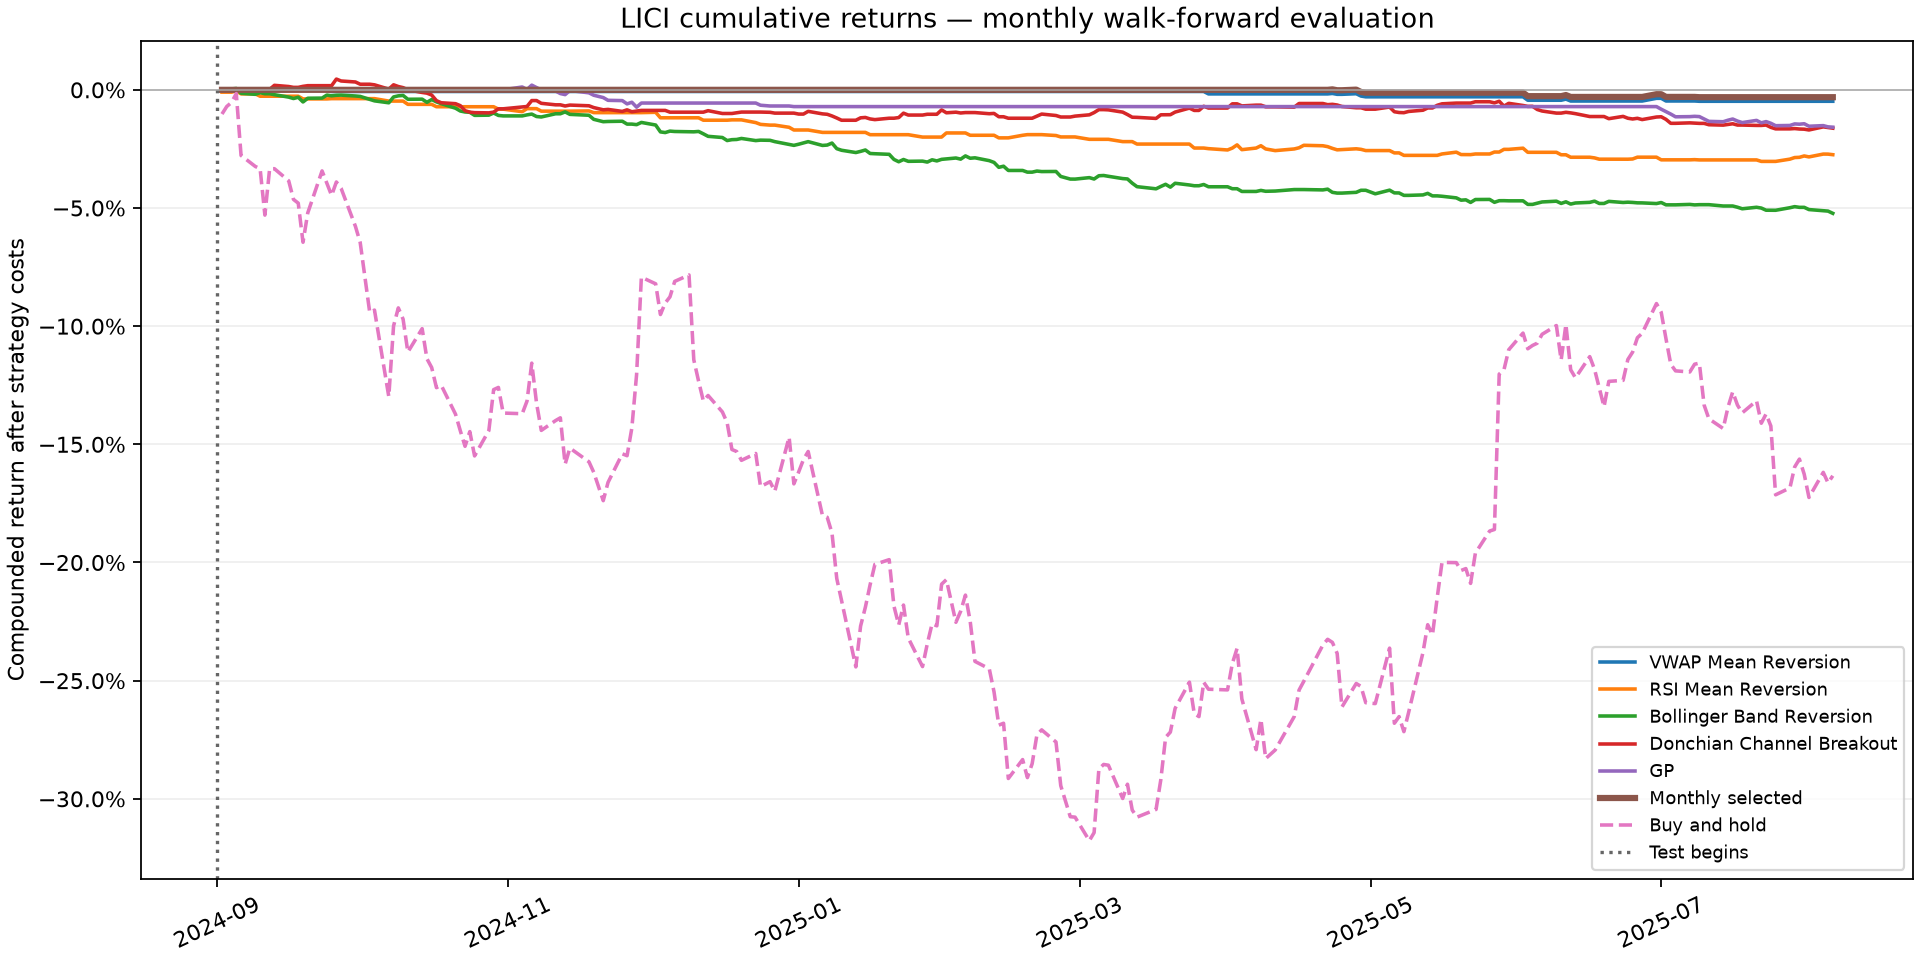 LICI cumulative returns — monthly walk-forward evaluation
Compounded return after strategy costs
0.0%
−5.0%
−10.0%
−15.0%
−20.0%
−25.0%
−30.0%
2024-09
2024-11
2025-01
2025-03
2025-05
2025-07
VWAP Mean Reversion
RSI Mean Reversion
Bollinger Band Reversion
Donchian Channel Breakout
GP
Monthly selected
Buy and hold
Test begins